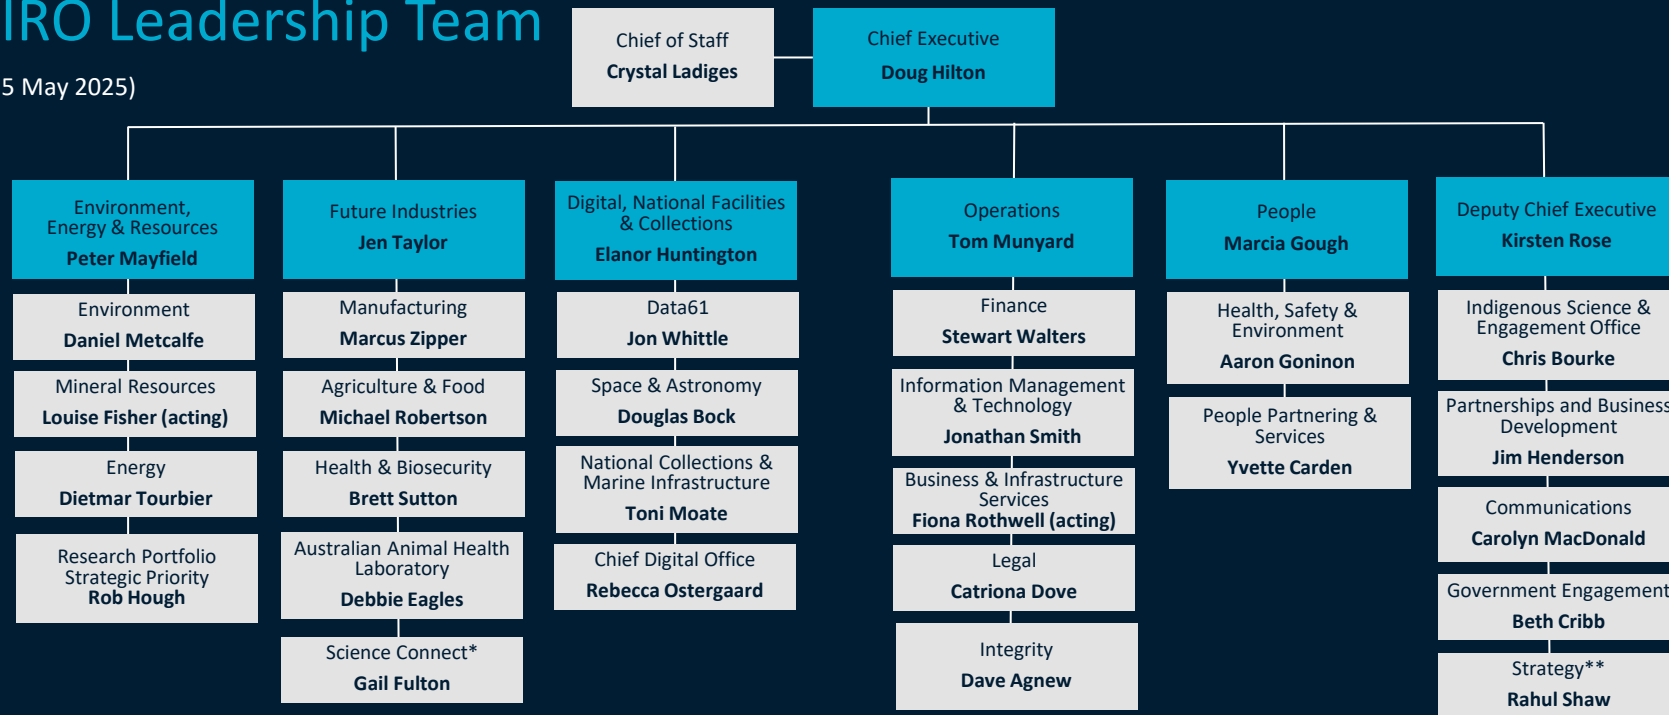 IRO Leadership Team
5 May 2025)
Chief of Staff
Crystal Ladiges
Chief Executive
Doug Hilton
Environment,
Energy & Resources
Peter Mayfield
Environment
Daniel Metcalfe
Mineral Resources
Louise Fisher (acting)
Energy
Dietmar Tourbier
Research Portfolio
Strategic Priority
Rob Hough
Future Industries
Jen Taylor
Manufacturing
Marcus Zipper
Agriculture & Food
Michael Robertson
Health & Biosecurity
Brett Sutton
Australian Animal Health
Laboratory
Debbie Eagles
Science Connect*
Gail Fulton
Digital, National Facilities
& Collections
Elanor Huntington
Data61
Jon Whittle
Space & Astronomy
Douglas Bock
National Collections &
Marine Infrastructure
Toni Moate
Chief Digital Office
Rebecca Ostergaard
Operations
Tom Munyard
Finance
Stewart Walters
Information Management
& Technology
Jonathan Smith
Business & Infrastructure
Services
Fiona Rothwell (acting)
Legal
Catriona Dove
Integrity
Dave Agnew
People
Marcia Gough
Health, Safety &
Environment
Aaron Goninon
People Partnering &
Services
Yvette Carden
Deputy Chief Executive
Kirsten Rose
Indigenous Science &
Engagement Office
Chris Bourke
Partnerships and Business
Development
Jim Henderson
Communications
Carolyn MacDonald
Government Engagement
Beth Cribb
Strategy**
Rahul Shaw